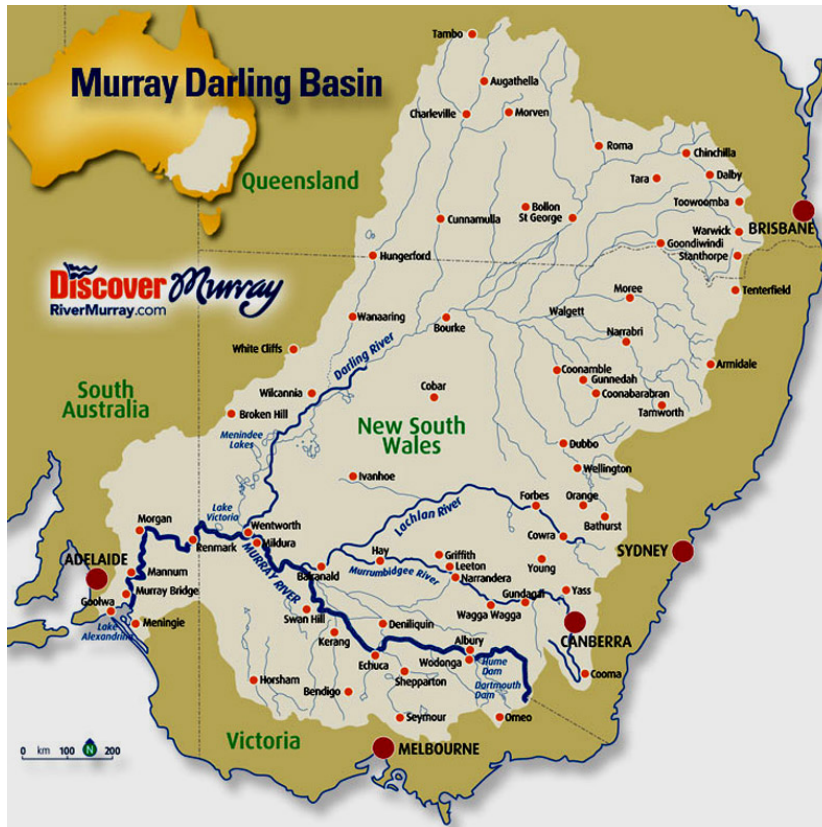 Tambo
Augathella
Murray Darling Basin
Charleville
Morven
Roma
Chinchilla
Queensland
Tara
Dalby
Toowoomba
Bollon
St George
Cunnamulla
Warwick
BRISBANE
Goondiwindi
Stanthorpe
Hungerford
Discover Murray
RiverMurray.com
Moree
Tenterfield
Wanaaring
Bourke
Walgett
Narrabri
White Cliffs
Darling River
Armidale
Coonamble
Gunnedah
South
Australia
Wilcannia
Cobar
Coonabarabran
Tamworth
Broken Hill
New South
Wales
Menindee
Lakes
Dubbo
Wellington
Ivanhoe
Lachlan River
Forbes
Orange
Bathurst
Lake
Victoria
Morgan
Wentworth
Cowra
Renmark
Mildura
MURRAY RIVER
Hay
Griffith
Leeton
Young
SYDNEY
ADELAIDE
Mannum
Balranald
Murrumbidgee River
Narrandera
Yass
Murray Bridge
Goolwa
Gundagai
Swan Hill
Wagga Wagga
Lake
Alexandrina
Meningie
Kerang
Deniliquin
Albury
CANBERRA
Echuca
Wodonga
Hume
Dam
Cooma
Horsham
Bendigo
Shepparton
Dartmouth
Dam
Seymour
Omeo
Victoria
MELBOURNE
0 km 100 N 200